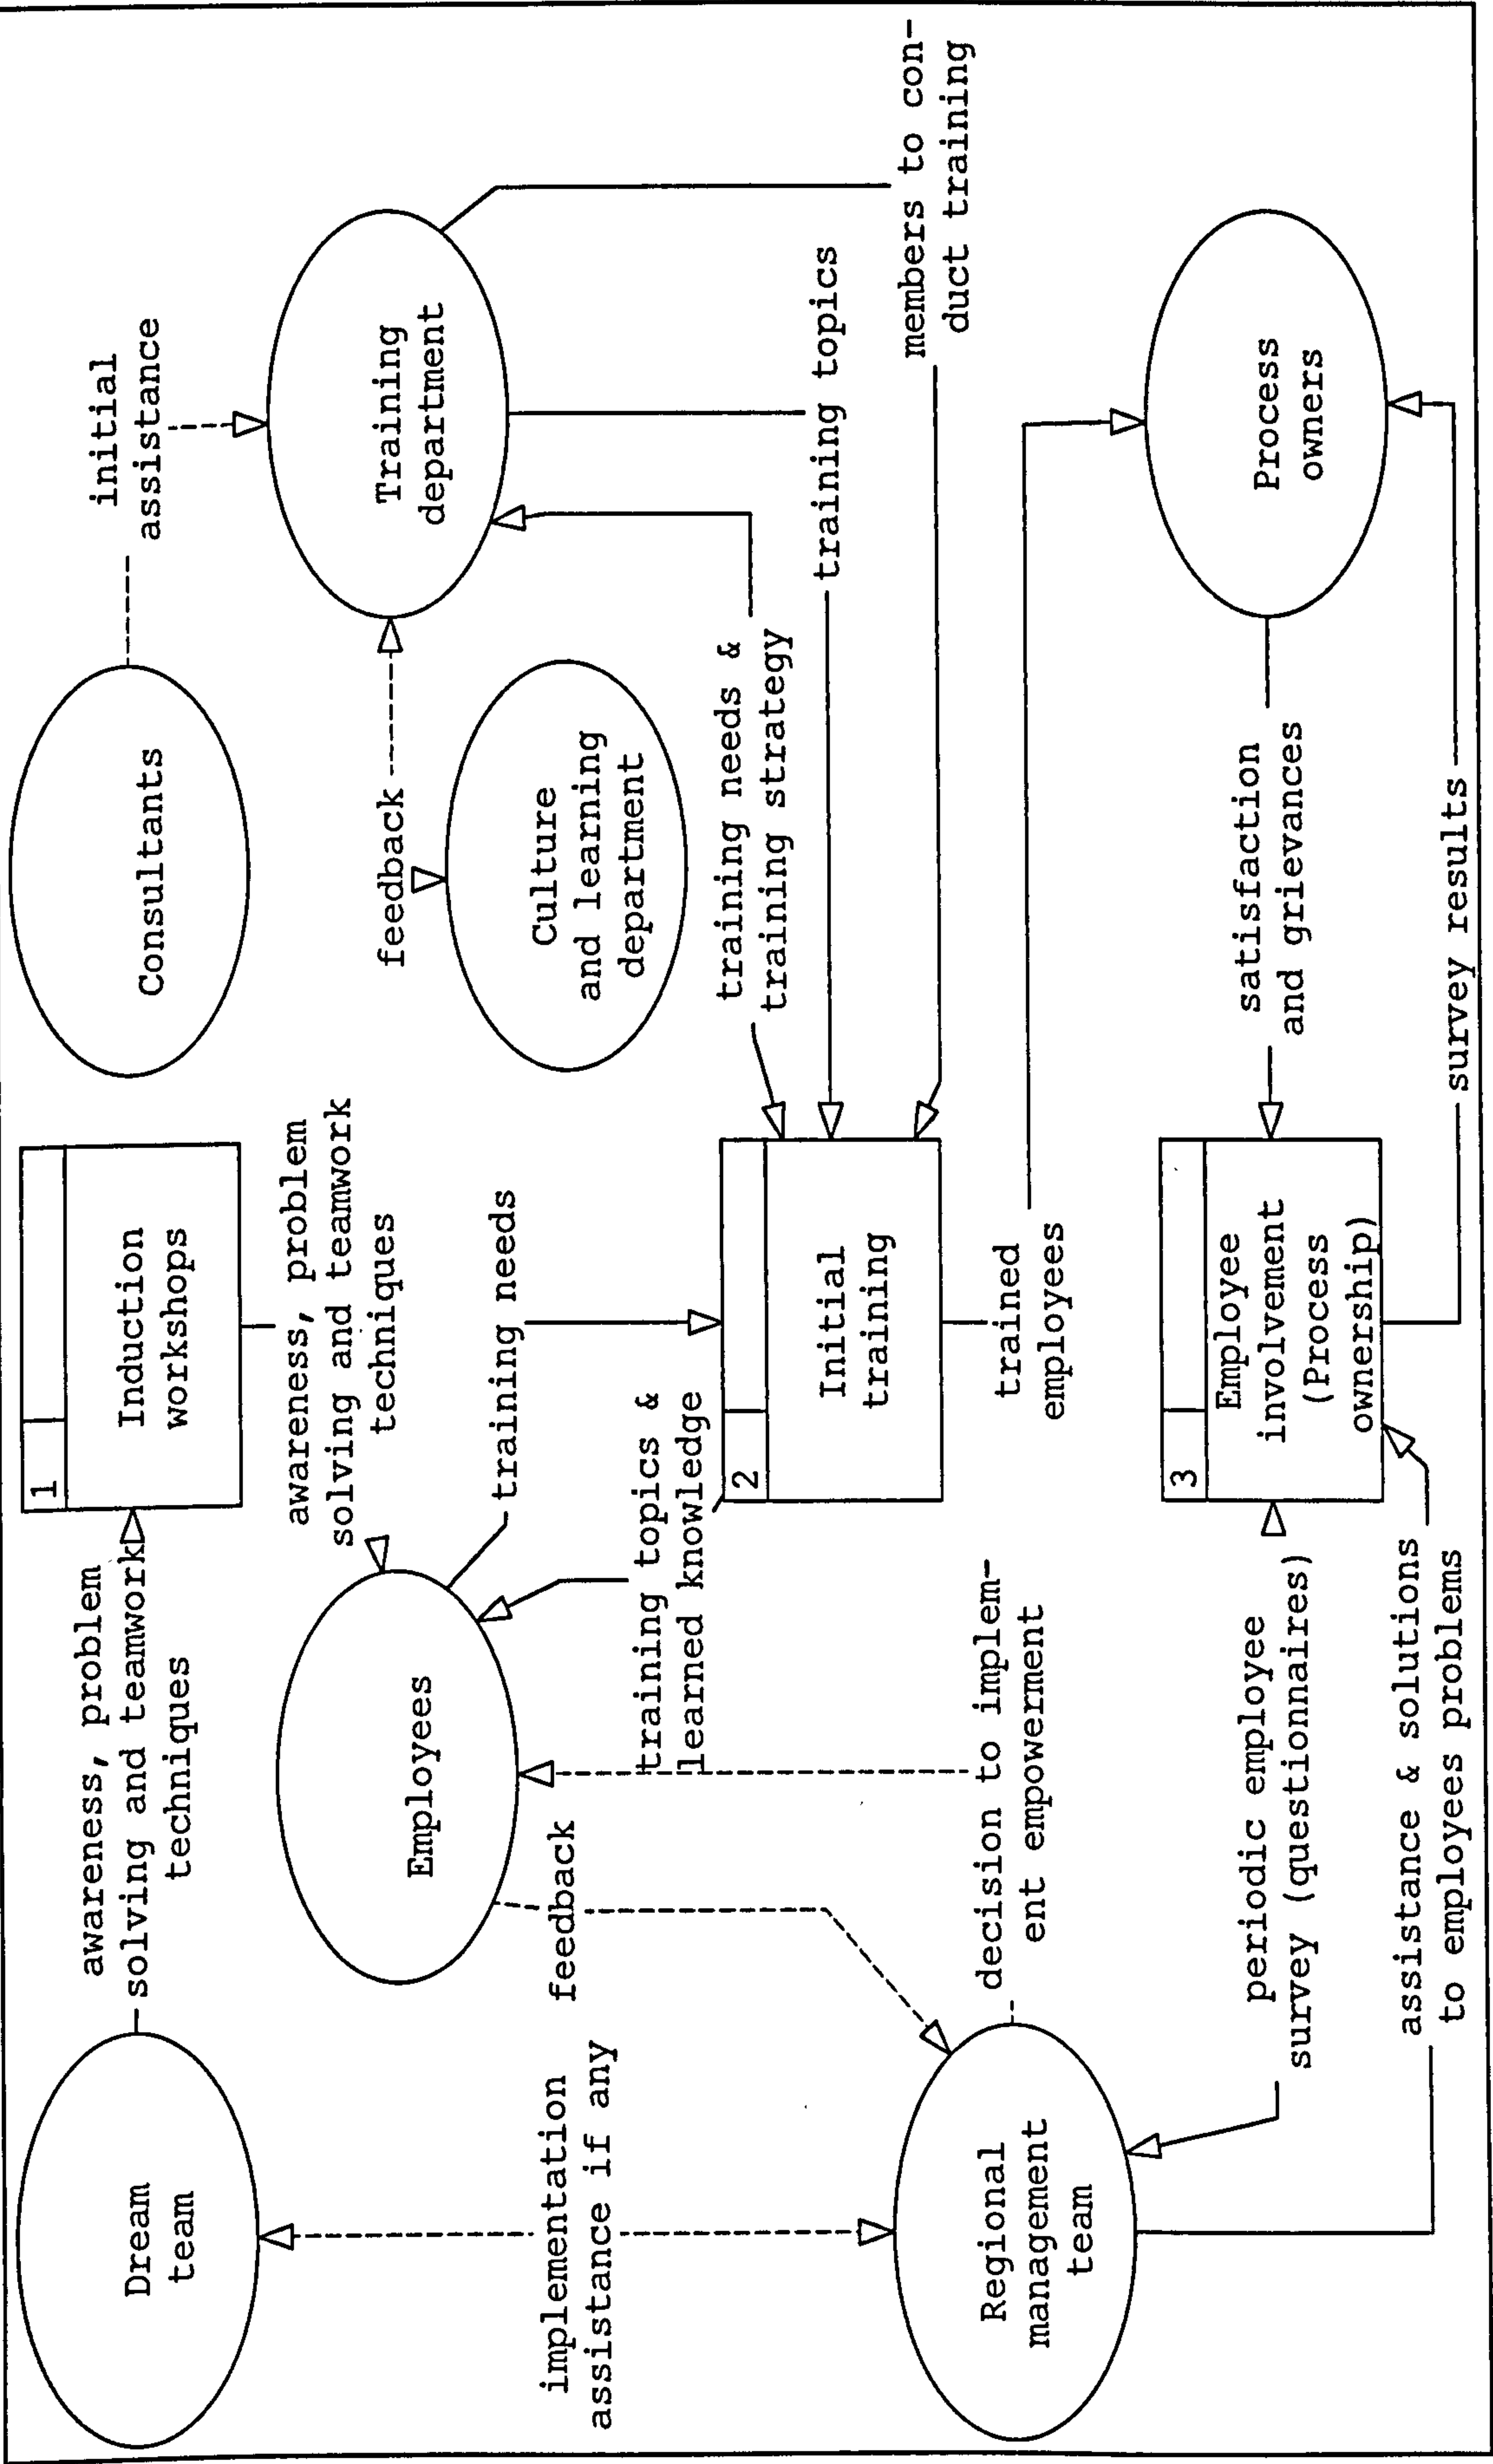 Dream
team
awareness, problem
solving and teamwork
techniques
1
Induction
workshops
Consultants
initial
assistance
awareness, problem
solving and teamwork
techniques
Employees
feedback
Training
department
implementation
assistance if any
feedback
training needs
Culture
and learning
department
training topics &
learned knowledge
training needs &
training strategy
2
Initial
training
training topics
members to con-
duct training
Regional
management
team
decision to implem-
ent empowerment
trained
employees
periodic employee
survey (questionnaires)
3
Employee
involvement
(Process
ownership)
satisfaction
and grievances
Process
owners
assistance & solutions
to employees problems
survey results